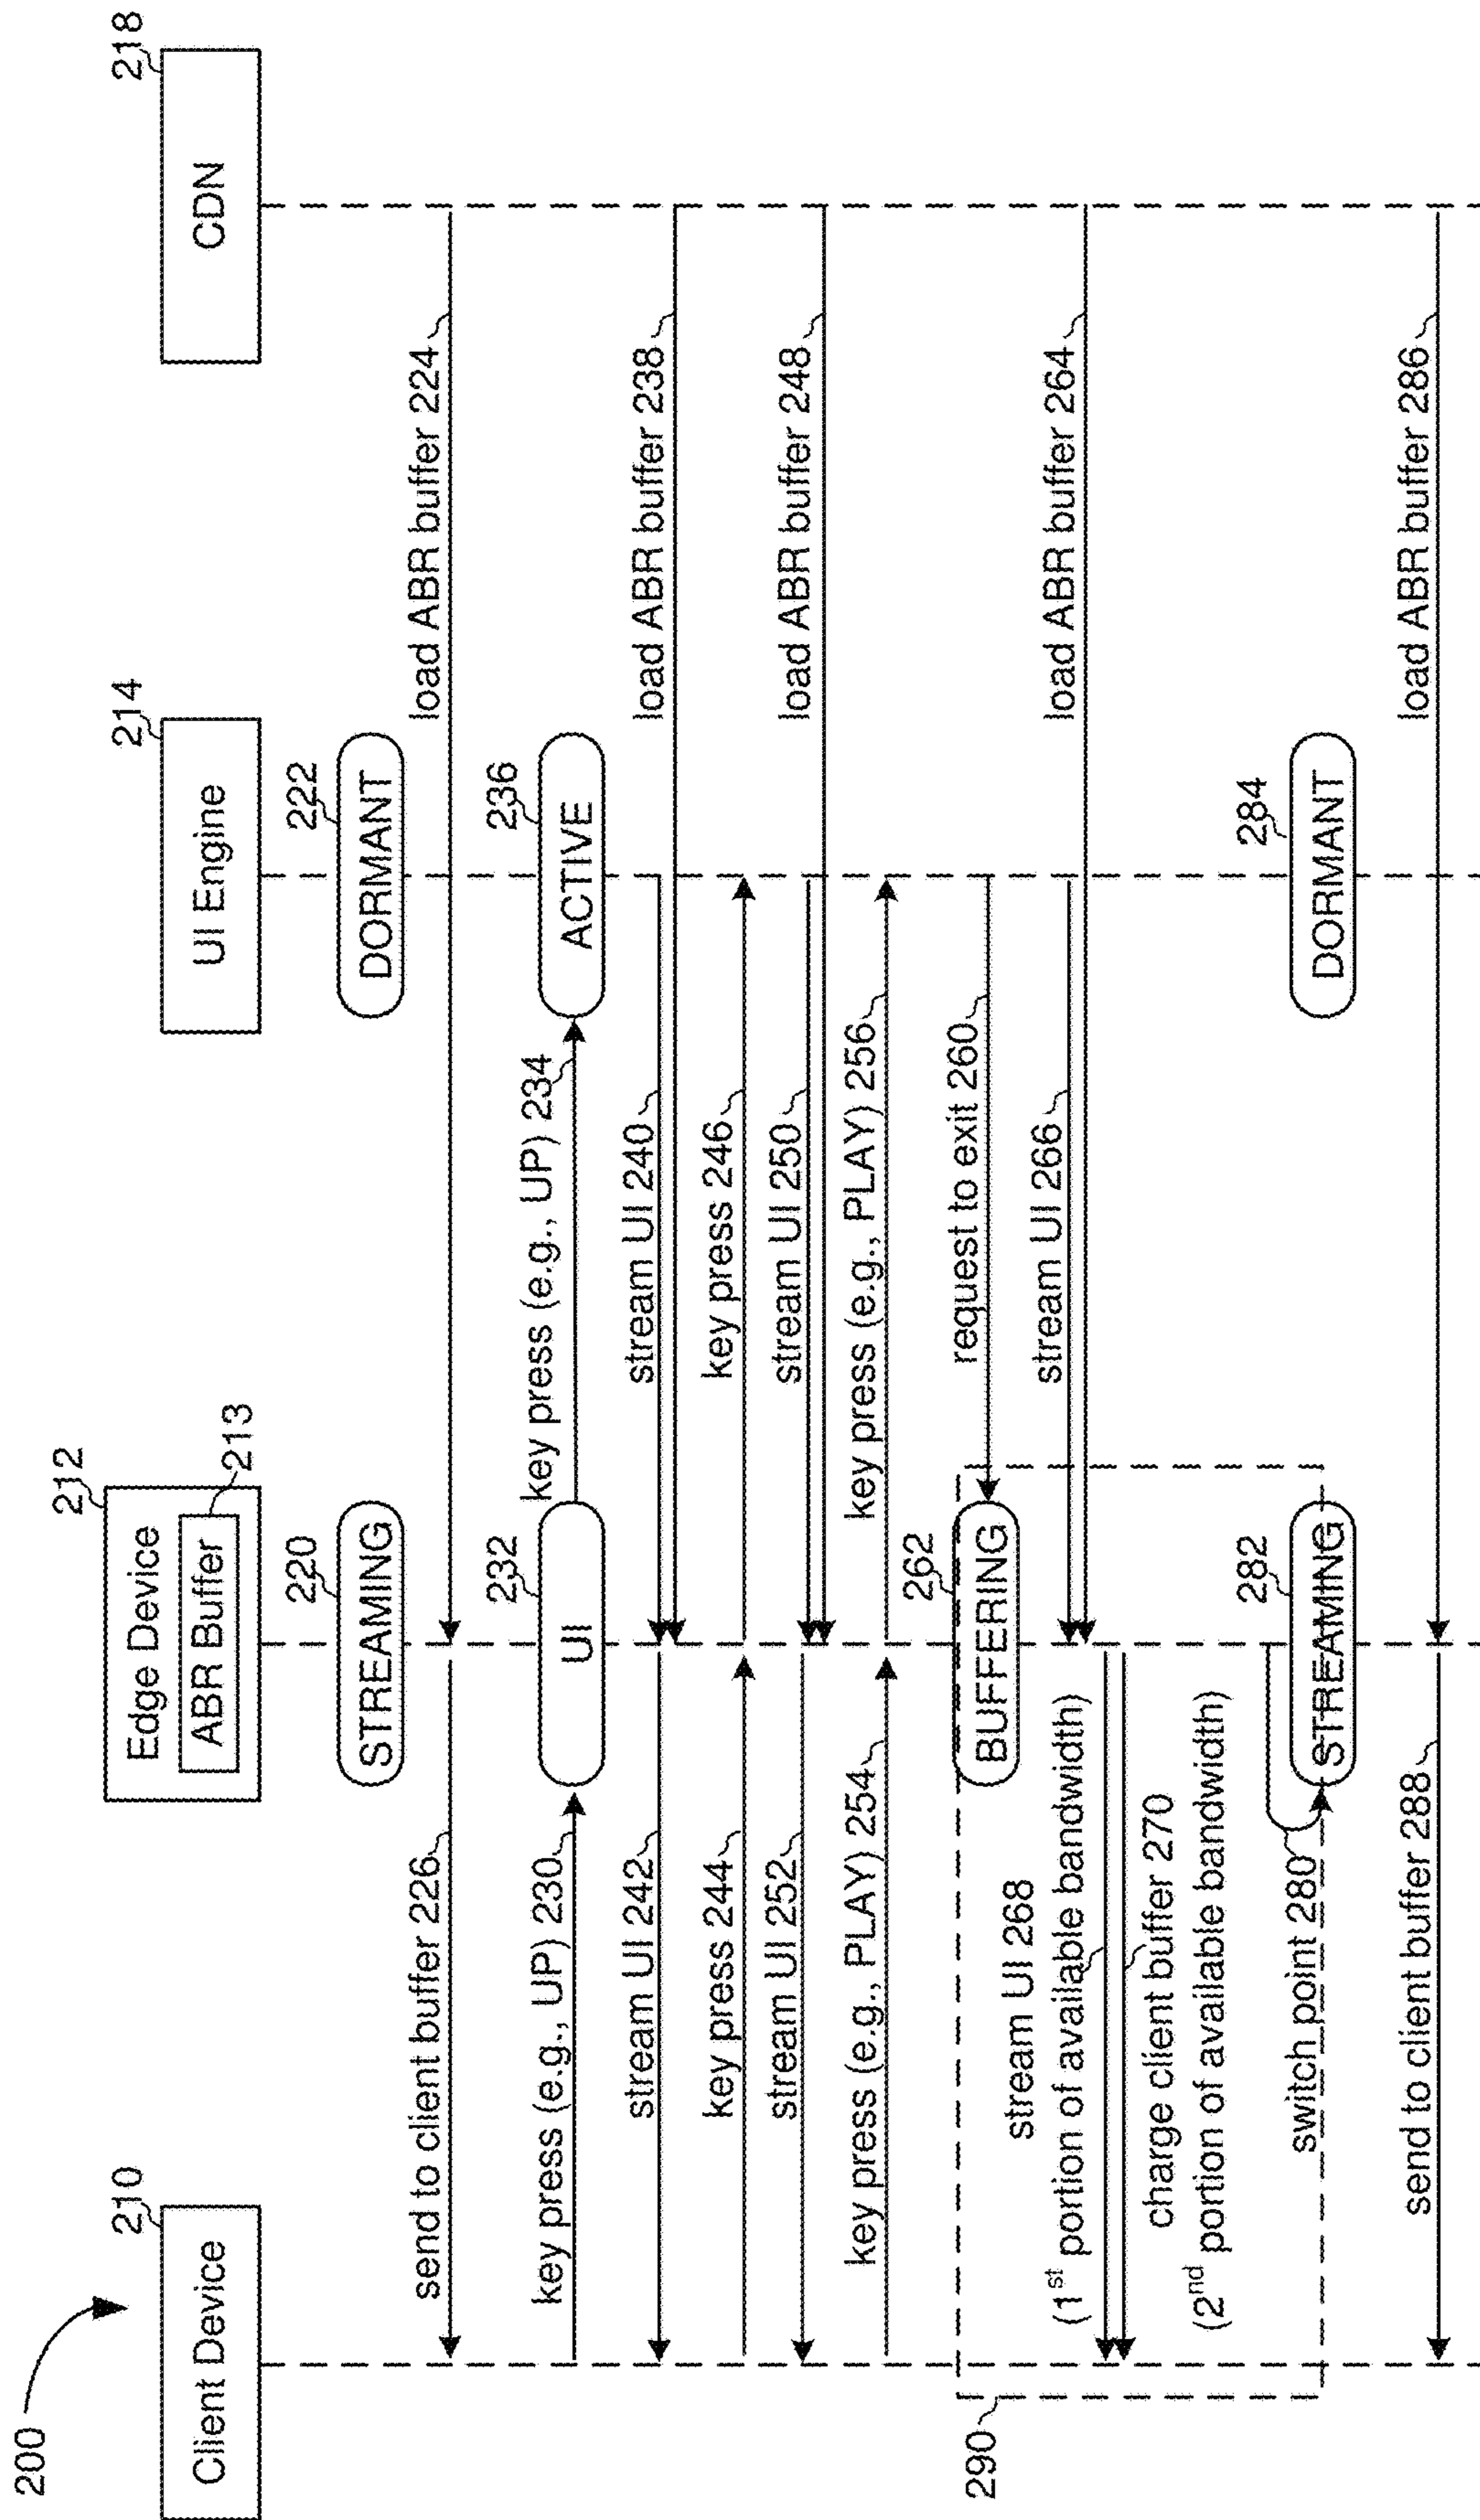 200
210
Client Device
212
Edge Device
ABR Buffer
213
214
UI Engine
218
CDN
220
STREAMING
222
DORMANT
load ABR buffer 224
send to client buffer 226
key press (e.g., UP) 230
232
UI
key press (e.g., UP) 234
236
ACTIVE
stream UI 242
stream UI 240
load ABR buffer 238
key press 244
key press 246
stream UI 252
stream UI 250
load ABR buffer 248
key press (e.g., PLAY) 254
key press (e.g., PLAY) 256
290
262
BUFFERING
request to exit 260
stream UI 266
load ABR buffer 264
stream UI 268
(1st portion of available bandwidth)
charge client buffer 270
(2nd portion of available bandwidth)
switch point 280
282
STREAMING
284
DORMANT
send to client buffer 288
load ABR buffer 286